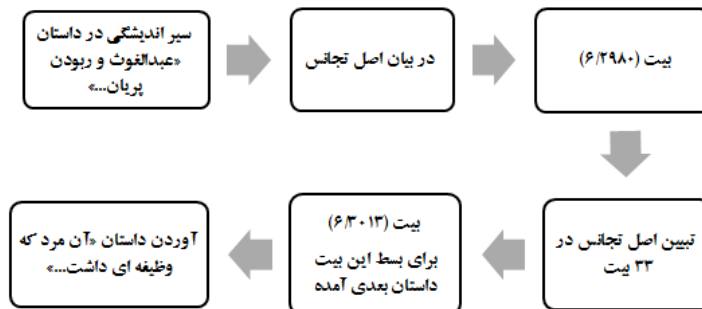 سیر اندیشگی در داستان
«عبدالغوث و ربودن
پریان...»
در بیان اصل تجانس
بیت (۶/۲۹۸۰)
تبیین اصل تجانس در
۳۳ بیت
بیت (۶/۳۰۱۳)
برای بسط این بیت
داستان بعدی آمده
آوردن داستان «آن مرد که
وظیفه ای داشت...»